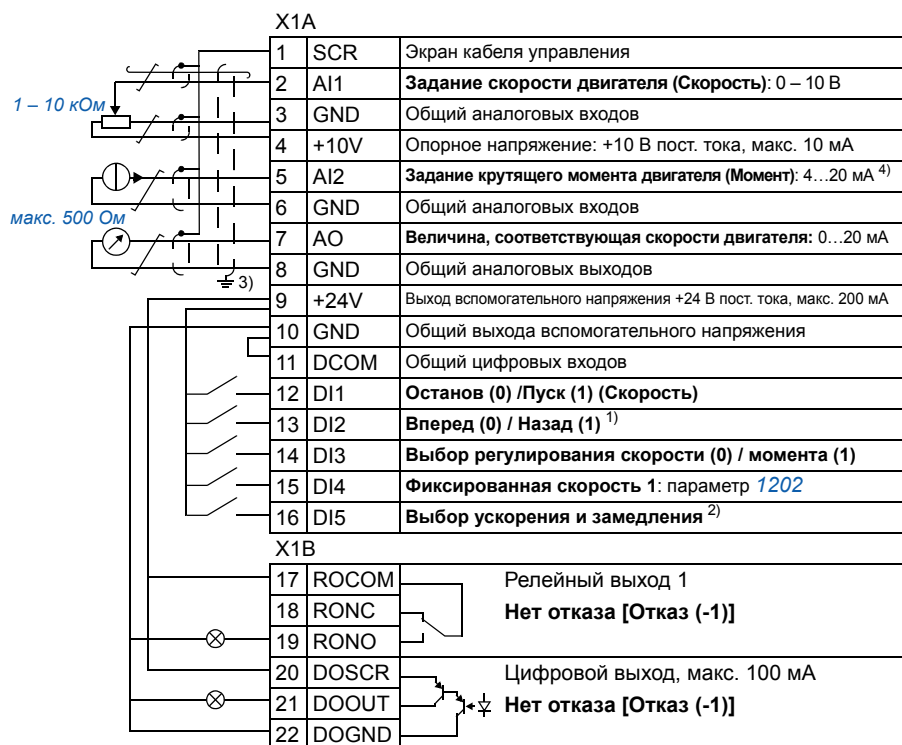 X1A
1 SCR Экран кабеля управления
2 AI1 Задание скорости двигателя (Скорость): 0 – 10 В
1 – 10 кОм
3 GND Общий аналоговых входов
4 +10V Опорное напряжение: +10 В пост. тока, макс. 10 мА
5 AI2 Задание крутящего момента двигателя (Момент): 4…20 мА 4)
6 GND Общий аналоговых входов
макс. 500 Ом
7 AO Величина, соответствующая скорости двигателя: 0…20 мА
8 GND Общий аналоговых выходов
3)
9 +24V Выход вспомогательного напряжения +24 В пост. тока, макс. 200 мА
10 GND Общий выхода вспомогательного напряжения
11 DCOM Общий цифровых входов
12 DI1 Останов (0) /Пуск (1) (Скорость)
13 DI2 Вперед (0) / Назад (1) 1)
14 DI3 Выбор регулирования скорости (0) / момента (1)
15 DI4 Фиксированная скорость 1: параметр 1202
16 DI5 Выбор ускорения и замедления 2)
X1B
17 ROCOM Релейный выход 1
18 RONC Нет отказа [Отказ (-1)]
19 RONO
20 DOSCR Цифровой выход, макс. 100 мА
21 DOOUT Нет отказа [Отказ (-1)]
22 DOGND